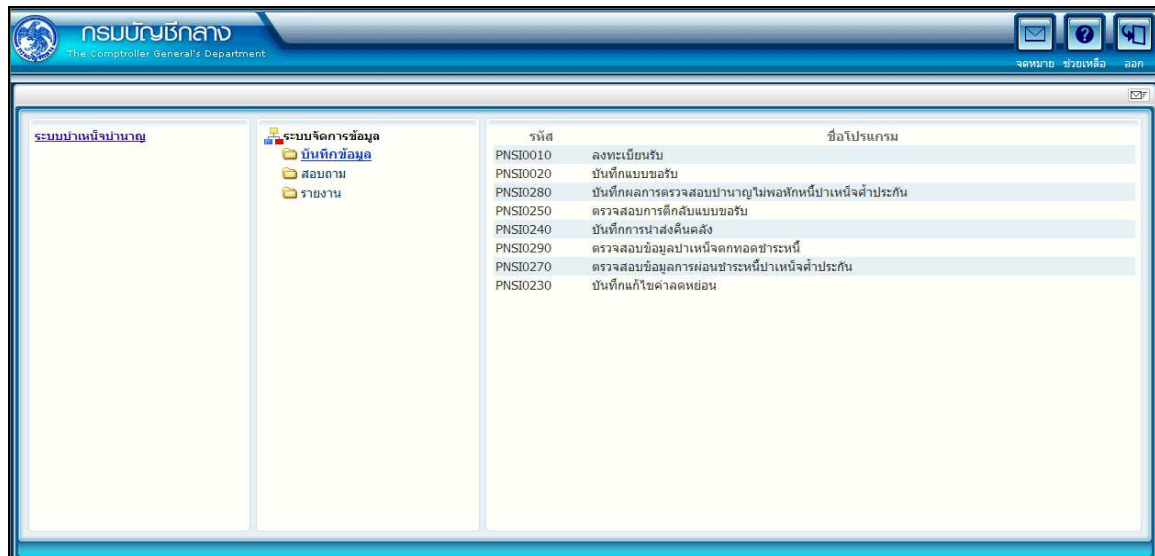 กรมบัญชีกลาง
The Comptroller General's Department
จดหมาย ช่วยเหลือ ออก
ระบบบำเหน็จบำนาญ
ระบบจัดการข้อมูล
บันทึกข้อมูล
สอบถาม
รายงาน
รหัส ชื่อโปรแกรม
PNSI0010 ลงทะเบียนรับ
PNSI0020 บันทึกแบบขอรับ
PNSI0280 บันทึกผลการตรวจสอบบำนาญไม่พอหักหนี้บำเหน็จค้ำประกัน
PNSI0250 ตรวจสอบการตีกลับแบบขอรับ
PNSI0240 บันทึกการนำส่งคืนคลัง
PNSI0290 ตรวจสอบข้อมูลบำเหน็จตกทอดชำระหนี้
PNSI0270 ตรวจสอบข้อมูลการผ่อนชำระหนี้บำเหน็จค้ำประกัน
PNSI0230 บันทึกแก้ไขค่าลดหย่อน